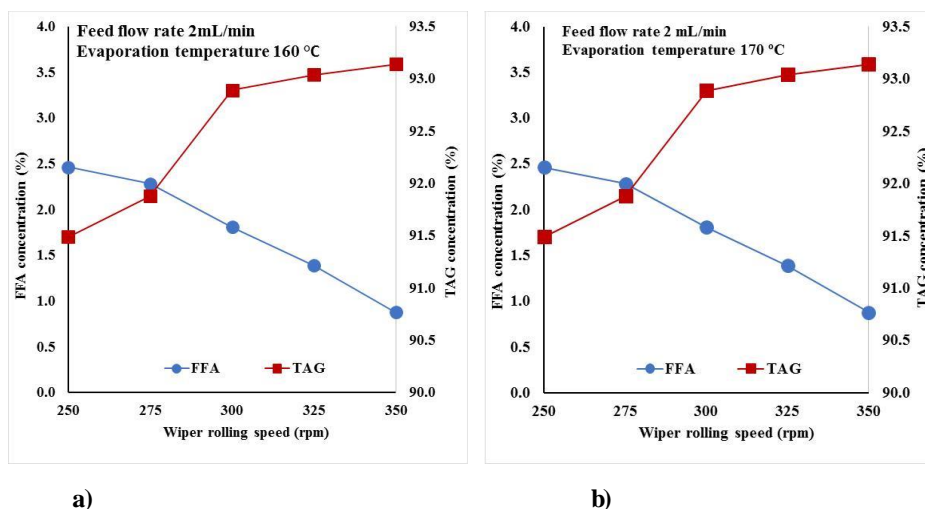 Feed flow rate 2mL/min
Evaporation temperature 160 °C
FFA concentration (%)
4.0
3.5
3.0
2.5
2.0
1.5
1.0
0.5
0.0
TAG concentration (%)
93.5
93.0
92.5
92.0
91.5
91.0
90.5
90.0
FFA
TAG
250 275 300 325 350
Wiper rolling speed (rpm)
a)
Feed flow rate 2 mL/min
Evaporation temperature 170 °C
FFA concentration (%)
4.0
3.5
3.0
2.5
2.0
1.5
1.0
0.5
0.0
TAG concentration (%)
93.5
93.0
92.5
92.0
91.5
91.0
90.5
90.0
FFA
TAG
250 275 300 325 350
Wiper rolling speed (rpm)
b)